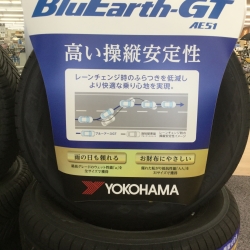 BluEarth-GT
AE51
高い操縦安定性
レーンチェンジ時のふらつきを低減し
より快適な乗り心地を実現。
雨の日も頼れる
お財布にやさしい
YOKOHAMA